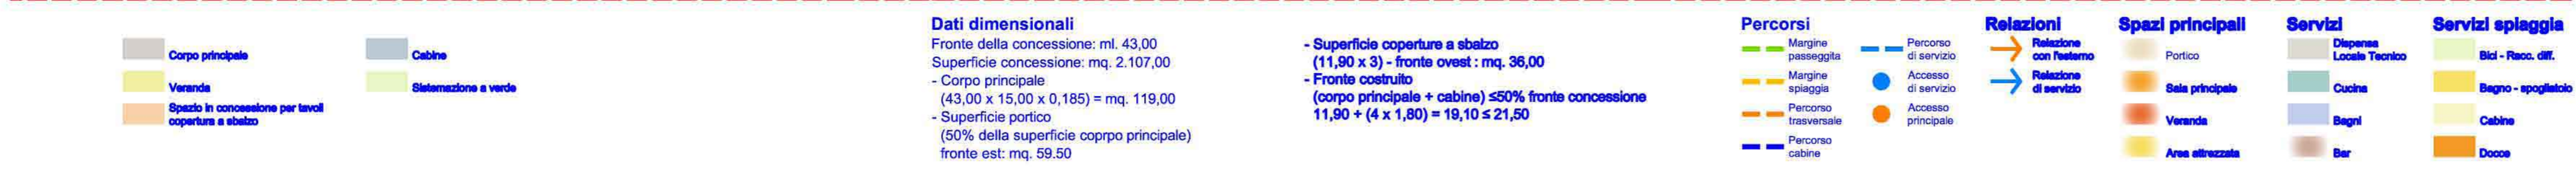 Corpo principale
Veranda
Spazio in concessione per tavoli
copertura a sbalzo
Cabine
Sistemazione a verde
Dati dimensionali
Fronte della concessione: ml. 43,00
Superficie concessione: mq. 2.107,00
- Corpo principale
(43,00 x 15,00 x 0,185) = mq. 119,00
- Superficie portico
(50% della superficie coprpo principale)
fronte est: mq. 59.50
- Superficie coperture a sbalzo
(11,90 x 3) - fronte ovest : mq. 36,00
- Fronte costruito
(corpo principale + cabine) ≤50% fronte concessione
11,90 + (4 x 1,80) = 19,10 ≤ 21,50
Percorsi
Margine
passeggita
Margine
spiaggia
Percorso
trasversale
Percorso
cabine
Percorso
di servizio
Accesso
di servizio
Accesso
principale
Relazioni
Relazione
con l'esterno
Relazione
di servizio
Spazi principali
Portico
Sala principale
Veranda
Area attrezzata
Servizi
Dispensa
Locale Tecnico
Cucina
Bagni
Bar
Servizi spiaggia
Bici - Racc. diff.
Bagno - spogliatoio
Cabine
Docce